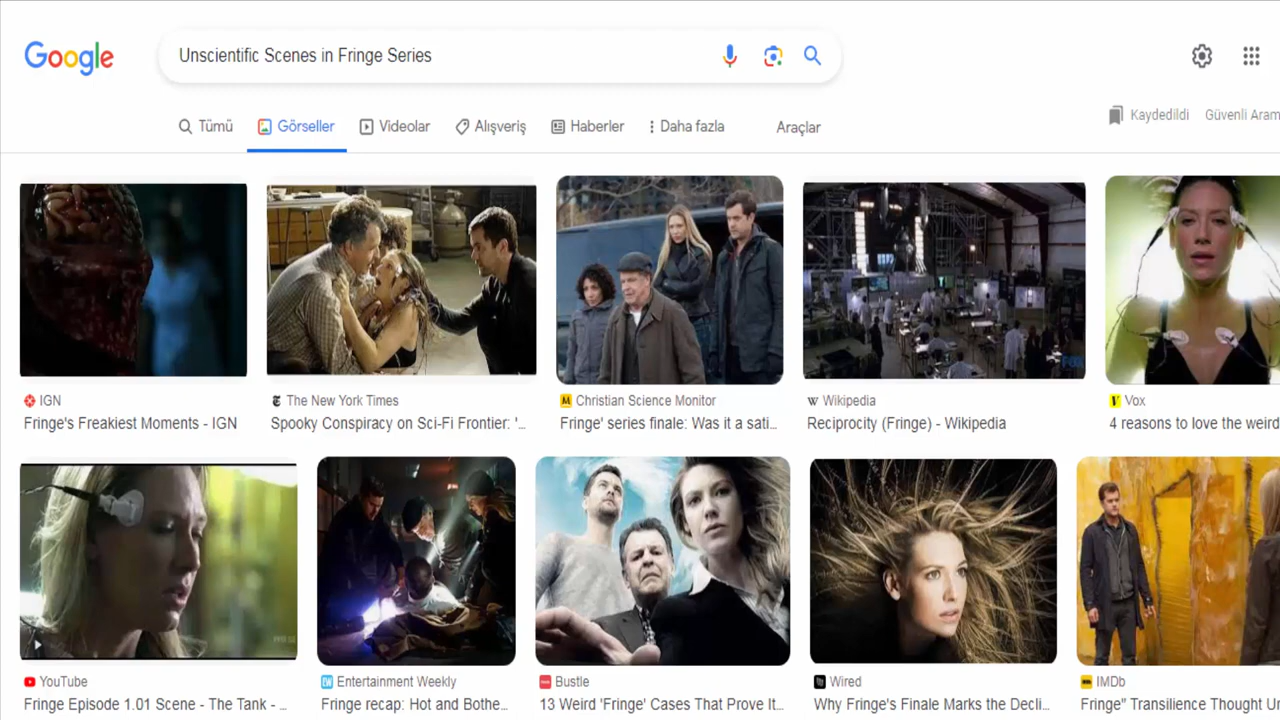 Google
Unscientific Scenes in Fringe Series
Tümü Görseller Videolar Alışveriş Haberler Daha fazla Araçlar
Kaydedildi Güvenli Aram
IGN
Fringe's Freakiest Moments - IGN
The New York Times
Spooky Conspiracy on Sci-Fi Frontier: '...
Christian Science Monitor
Fringe' series finale: Was it a sati...
Wikipedia
Reciprocity (Fringe) - Wikipedia
Vox
4 reasons to love the weird
YouTube
Fringe Episode 1.01 Scene - The Tank - ...
Entertainment Weekly
Fringe recap: Hot and Bothe...
Bustle
13 Weird 'Fringe' Cases That Prove It...
Wired
Why Fringe's Finale Marks the Decli...
IMDb
Fringe" Transilience Thought Un